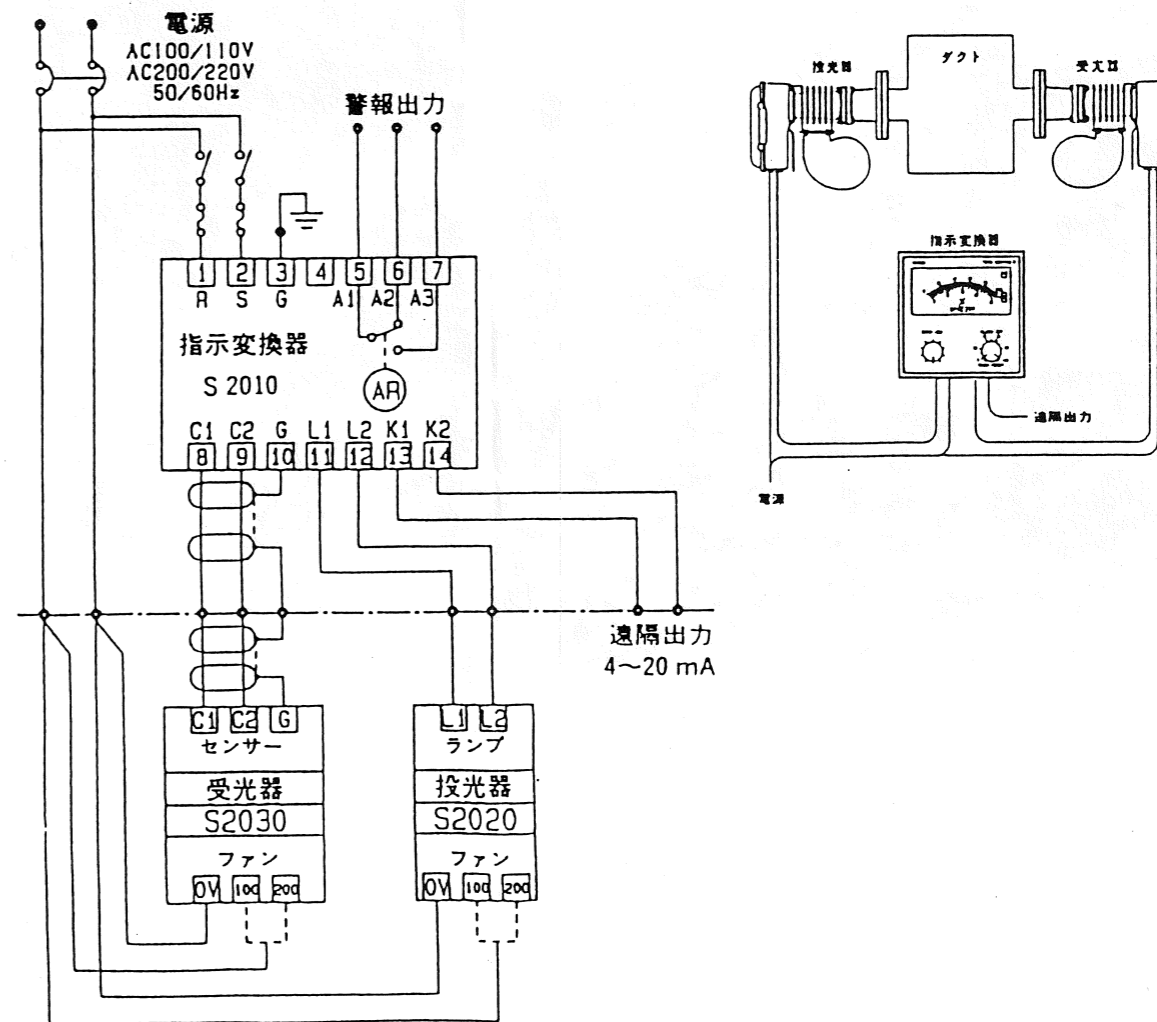 電源
AC100/110V
AC200/220V
50/60Hz
警報出力
1 2 3 4 5 6 7
R S G A1 A2 A3
指示変換器
S 2010
AR
C1 C2 G L1 L2 K1 K2
8 9 10 11 12 13 14
遠隔出力
4～20 mA
C1 C2 G
センサー
受光器
S2030
ファン
0V 100 200
L1 L2
ランプ
投光器
S2020
ファン
0V 100 200
投光器
ダクト
受光器
指示変換器
遠隔出力
電源